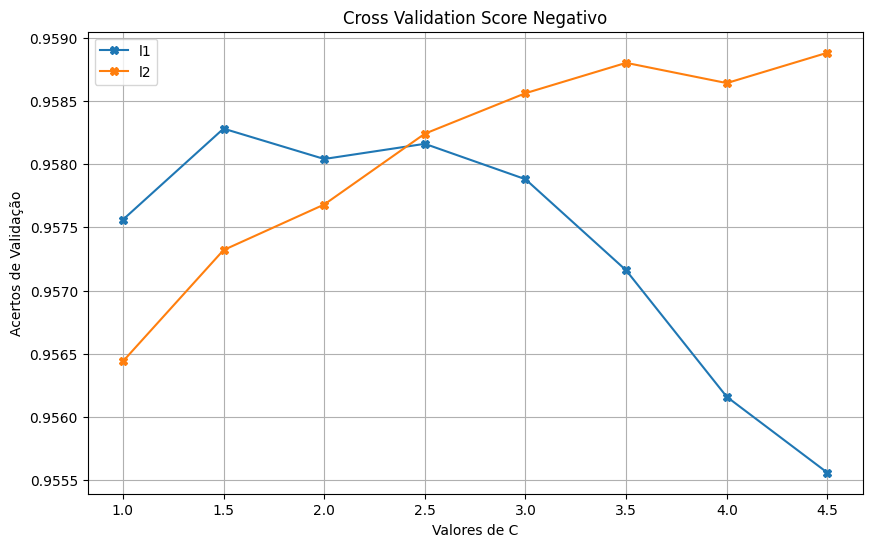 Cross Validation Score Negativo
l1
l2
Acertos de Validação
0.9590
0.9585
0.9580
0.9575
0.9570
0.9565
0.9560
0.9555
1.0 1.5 2.0 2.5 3.0 3.5 4.0 4.5
Valores de C